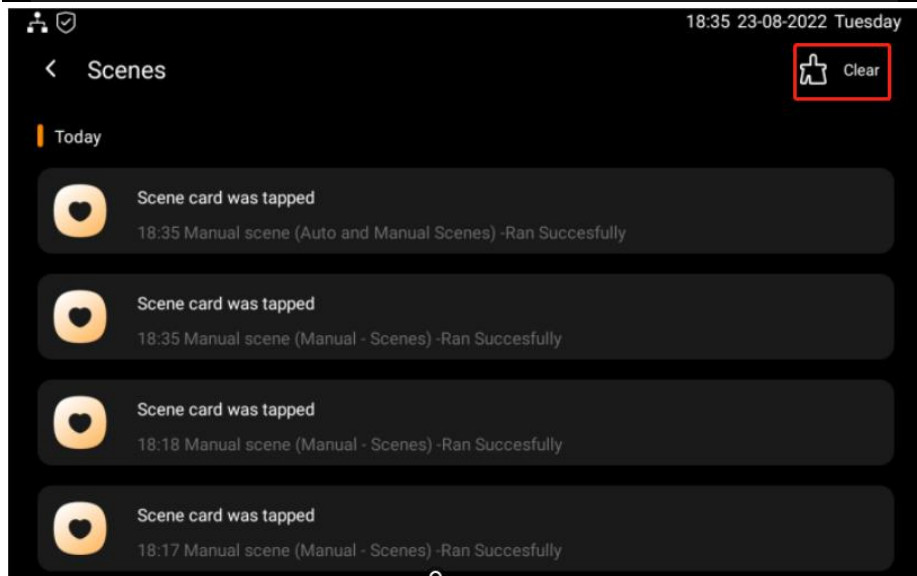 18:35 23-08-2022 Tuesday
Scenes
Clear
Today
Scene card was tapped
18:35 Manual scene (Auto and Manual Scenes) -Ran Succesfully
Scene card was tapped
18:35 Manual scene (Manual - Scenes) -Ran Succesfully
Scene card was tapped
18:18 Manual scene (Manual - Scenes) -Ran Succesfully
Scene card was tapped
18:17 Manual scene (Manual - Scenes) -Ran Succesfully